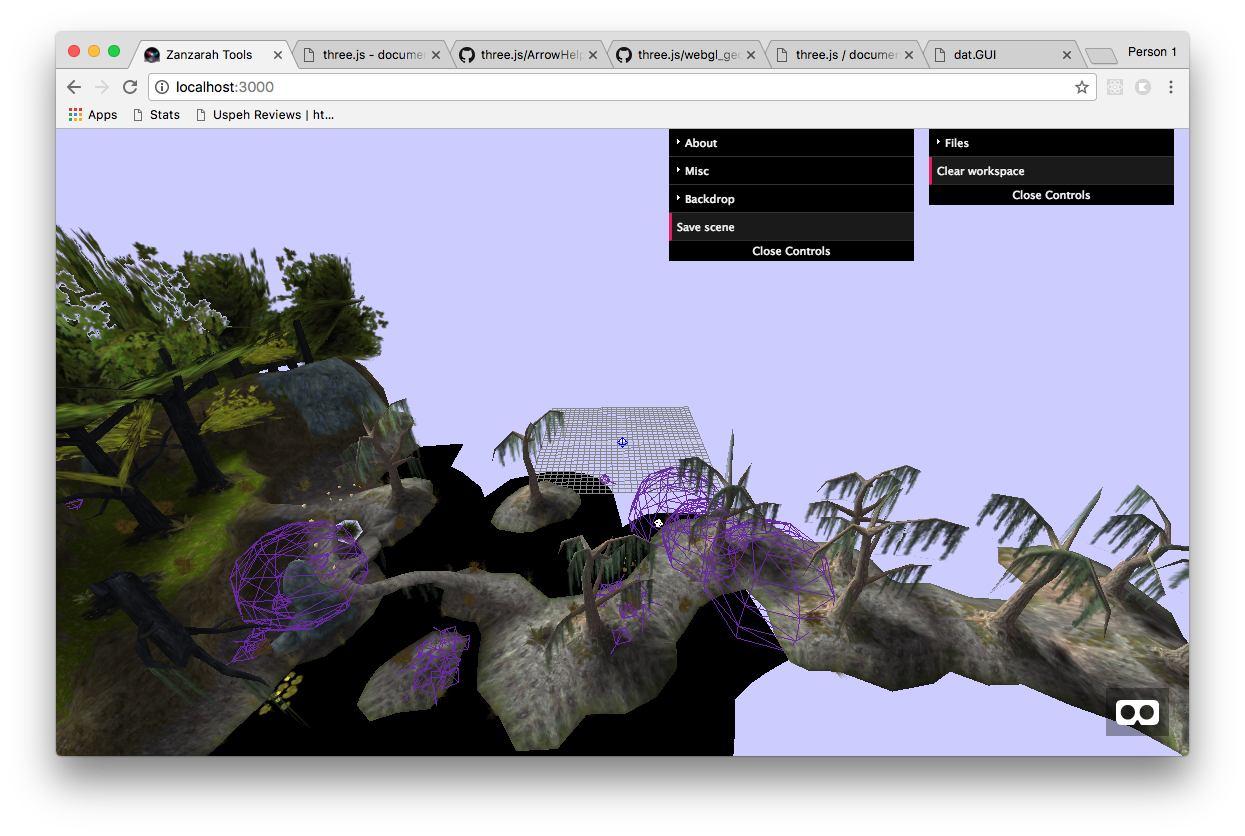 Zanzarah Tools
three.js - docume
three.js/ArrowHel
three.js/webgl_ge
three.js / docume
dat.GUI
Person 1
localhost:3000
Apps
Stats
Uspeh Reviews | ht...
About
Misc
Backdrop
Save scene
Close Controls
Files
Clear workspace
Close Controls